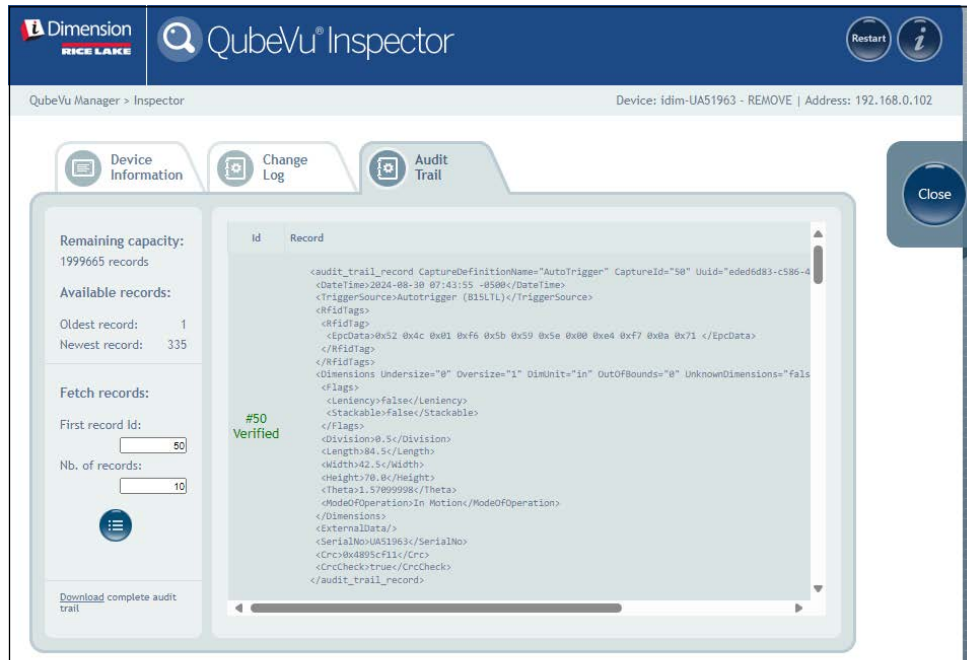 iDimension
RICE LAKE
QubeVu® Inspector
Restart
i
QubeVu Manager > Inspector
Device: idim-UA51963 - REMOVE | Address: 192.168.0.102
Device
Information
Change
Log
Audit
Trail
Close
Remaining capacity:
1999665 records
Available records:
Oldest record: 1
Newest record: 335
Fetch records:
First record Id:
50
Nb. of records:
10
Download complete audit
trail
Id Record
#50
Verified
<audit_trail_record CaptureDefinitionName="AutoTrigger" CaptureId="50" Uuid="eded6d83-c586-4
<DateTime>2024-08-30 07:43:55 -0500</DateTime>
<TriggerSource>Autotrigger (B15LTL)</TriggerSource>
<RfidTags>
<RfidTag>
<EpcData>0x52 0x4c 0x01 0xf6 0x5b 0x59 0x5e 0x00 0xe4 0xf7 0x0a 0x71 </EpcData>
</RfidTag>
</RfidTags>
<Dimensions Undersize="0" Oversize="1" DimUnit="in" OutOfBounds="0" UnknownDimensions="fals
<Flags>
<Leniency>false</Leniency>
<Stackable>false</Stackable>
</Flags>
<Division>0.5</Division>
<Length>84.5</Length>
<Width>42.5</Width>
<Height>70.0</Height>
<Theta>1.57099998</Theta>
<ModeOfOperation>In Motion</ModeOfOperation>
</Dimensions>
<ExternalData/>
<SerialNo>UA51963</SerialNo>
<Crc>0x4895cf11</Crc>
<CrcCheck>true</CrcCheck>
</audit_trail_record>